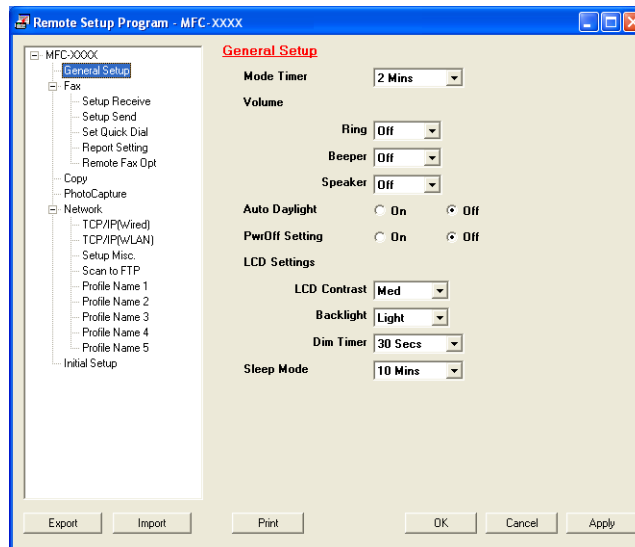 Remote Setup Program - MFC-XXXX
MFC-XXXX
General Setup
Fax
Setup Receive
Setup Send
Set Quick Dial
Report Setting
Remote Fax Opt
Copy
PhotoCapture
Network
TCP/IP(Wired)
TCP/IP(WLAN)
Setup Misc.
Scan to FTP
Profile Name 1
Profile Name 2
Profile Name 3
Profile Name 4
Profile Name 5
Initial Setup
General Setup
Mode Timer 2 Mins
Volume
Ring Off
Beeper Off
Speaker Off
Auto Daylight On Off
PwrOff Setting On Off
LCD Settings
LCD Contrast Med
Backlight Light
Dim Timer 30 Secs
Sleep Mode 10 Mins
Export Import Print OK Cancel Apply